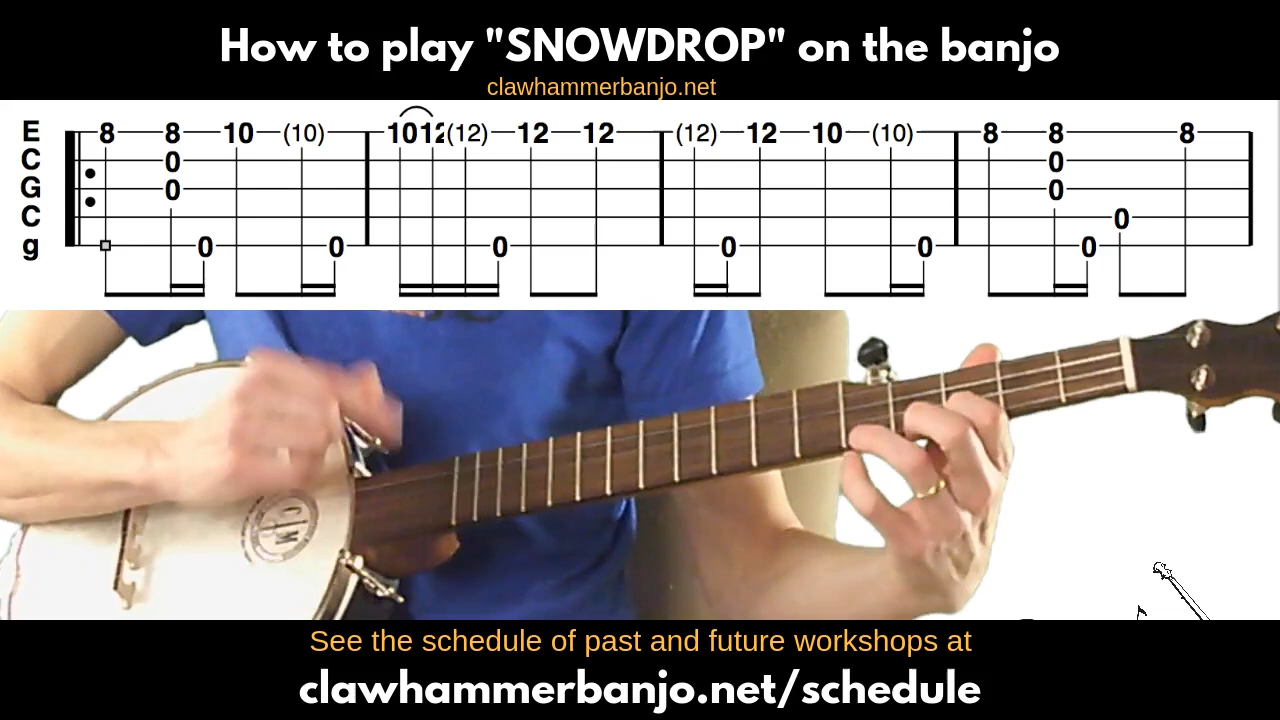 How to play "SNOWDROP" on the banjo
clawhammerbanjo.net
E 8 8 10 (10) 10 12 (12) 12 12 (12) 12 10 (10) 8 8 8
C 0 0
G 0 0
C 0
g 0 0 0 0 0 0
C M
See the schedule of past and future workshops at
clawhammerbanjo.net/schedule